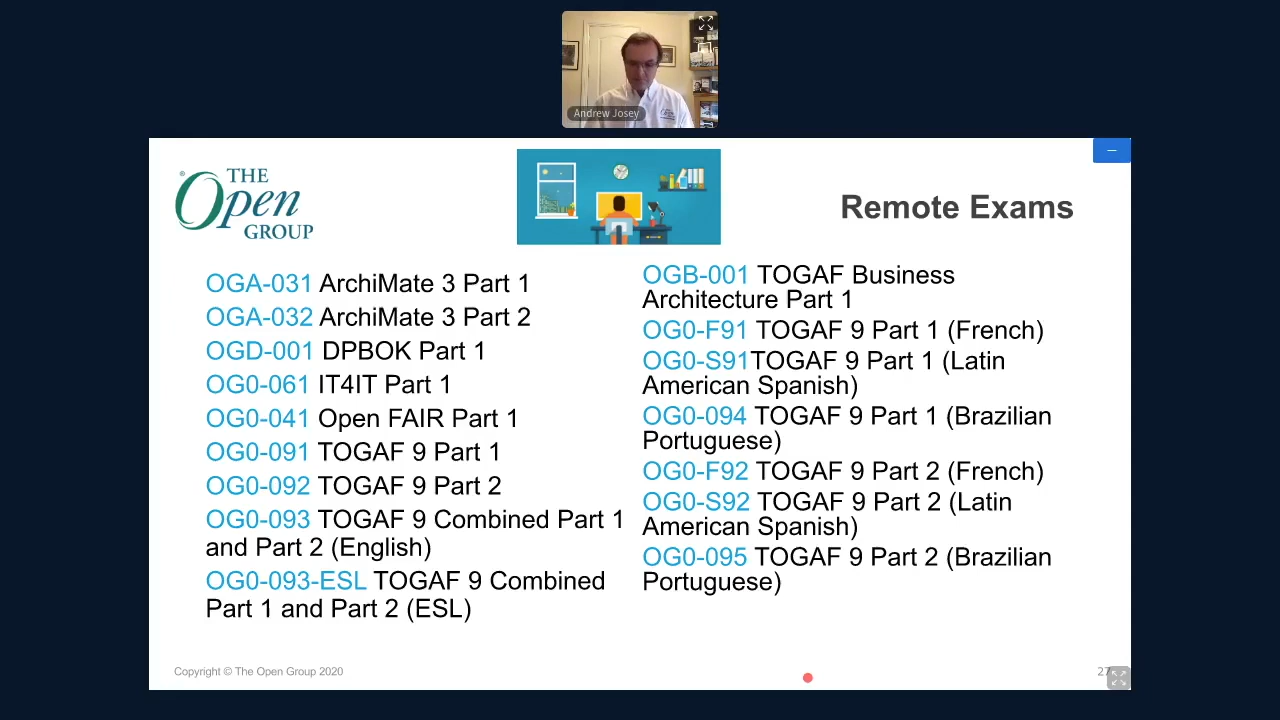 Andrew Josey
THE
Open
GROUP
Remote Exams
OGA-031 ArchiMate 3 Part 1
OGA-032 ArchiMate 3 Part 2
OGD-001 DPBOK Part 1
OG0-061 IT4IT Part 1
OG0-041 Open FAIR Part 1
OG0-091 TOGAF 9 Part 1
OG0-092 TOGAF 9 Part 2
OG0-093 TOGAF 9 Combined Part 1
and Part 2 (English)
OG0-093-ESL TOGAF 9 Combined
Part 1 and Part 2 (ESL)
OGB-001 TOGAF Business
Architecture Part 1
OG0-F91 TOGAF 9 Part 1 (French)
OG0-S91TOGAF 9 Part 1 (Latin
American Spanish)
OG0-094 TOGAF 9 Part 1 (Brazilian
Portuguese)
OG0-F92 TOGAF 9 Part 2 (French)
OG0-S92 TOGAF 9 Part 2 (Latin
American Spanish)
OG0-095 TOGAF 9 Part 2 (Brazilian
Portuguese)
Copyright © The Open Group 2020
27